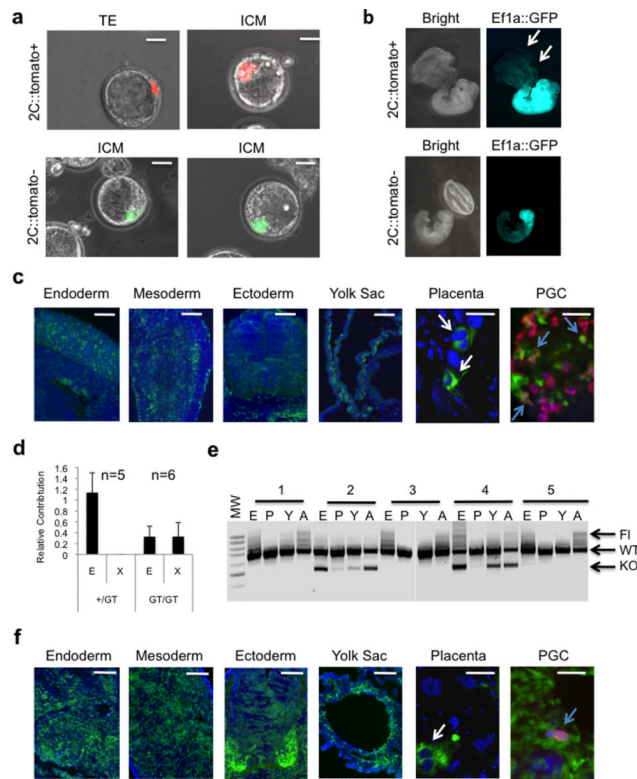 a
TE ICM
2C::tomato+
ICM ICM
2C::tomato-
b
Bright Ef1a::GFP
2C::tomato+
Bright Ef1a::GFP
2C::tomato-
c
Endoderm Mesoderm Ectoderm Yolk Sac Placenta PGC
d
Relative Contribtution
1.6
1.4
1.2
1
0.8
0.6
0.4
0.2
0
n=5 n=6
E X E X
+/GT GT/GT
e
1 2 3 4 5
MW E P Y A E P Y A E P Y A E P Y A E P Y A
Fl
WT
KO
f
Endoderm Mesoderm Ectoderm Yolk Sac Placenta PGC